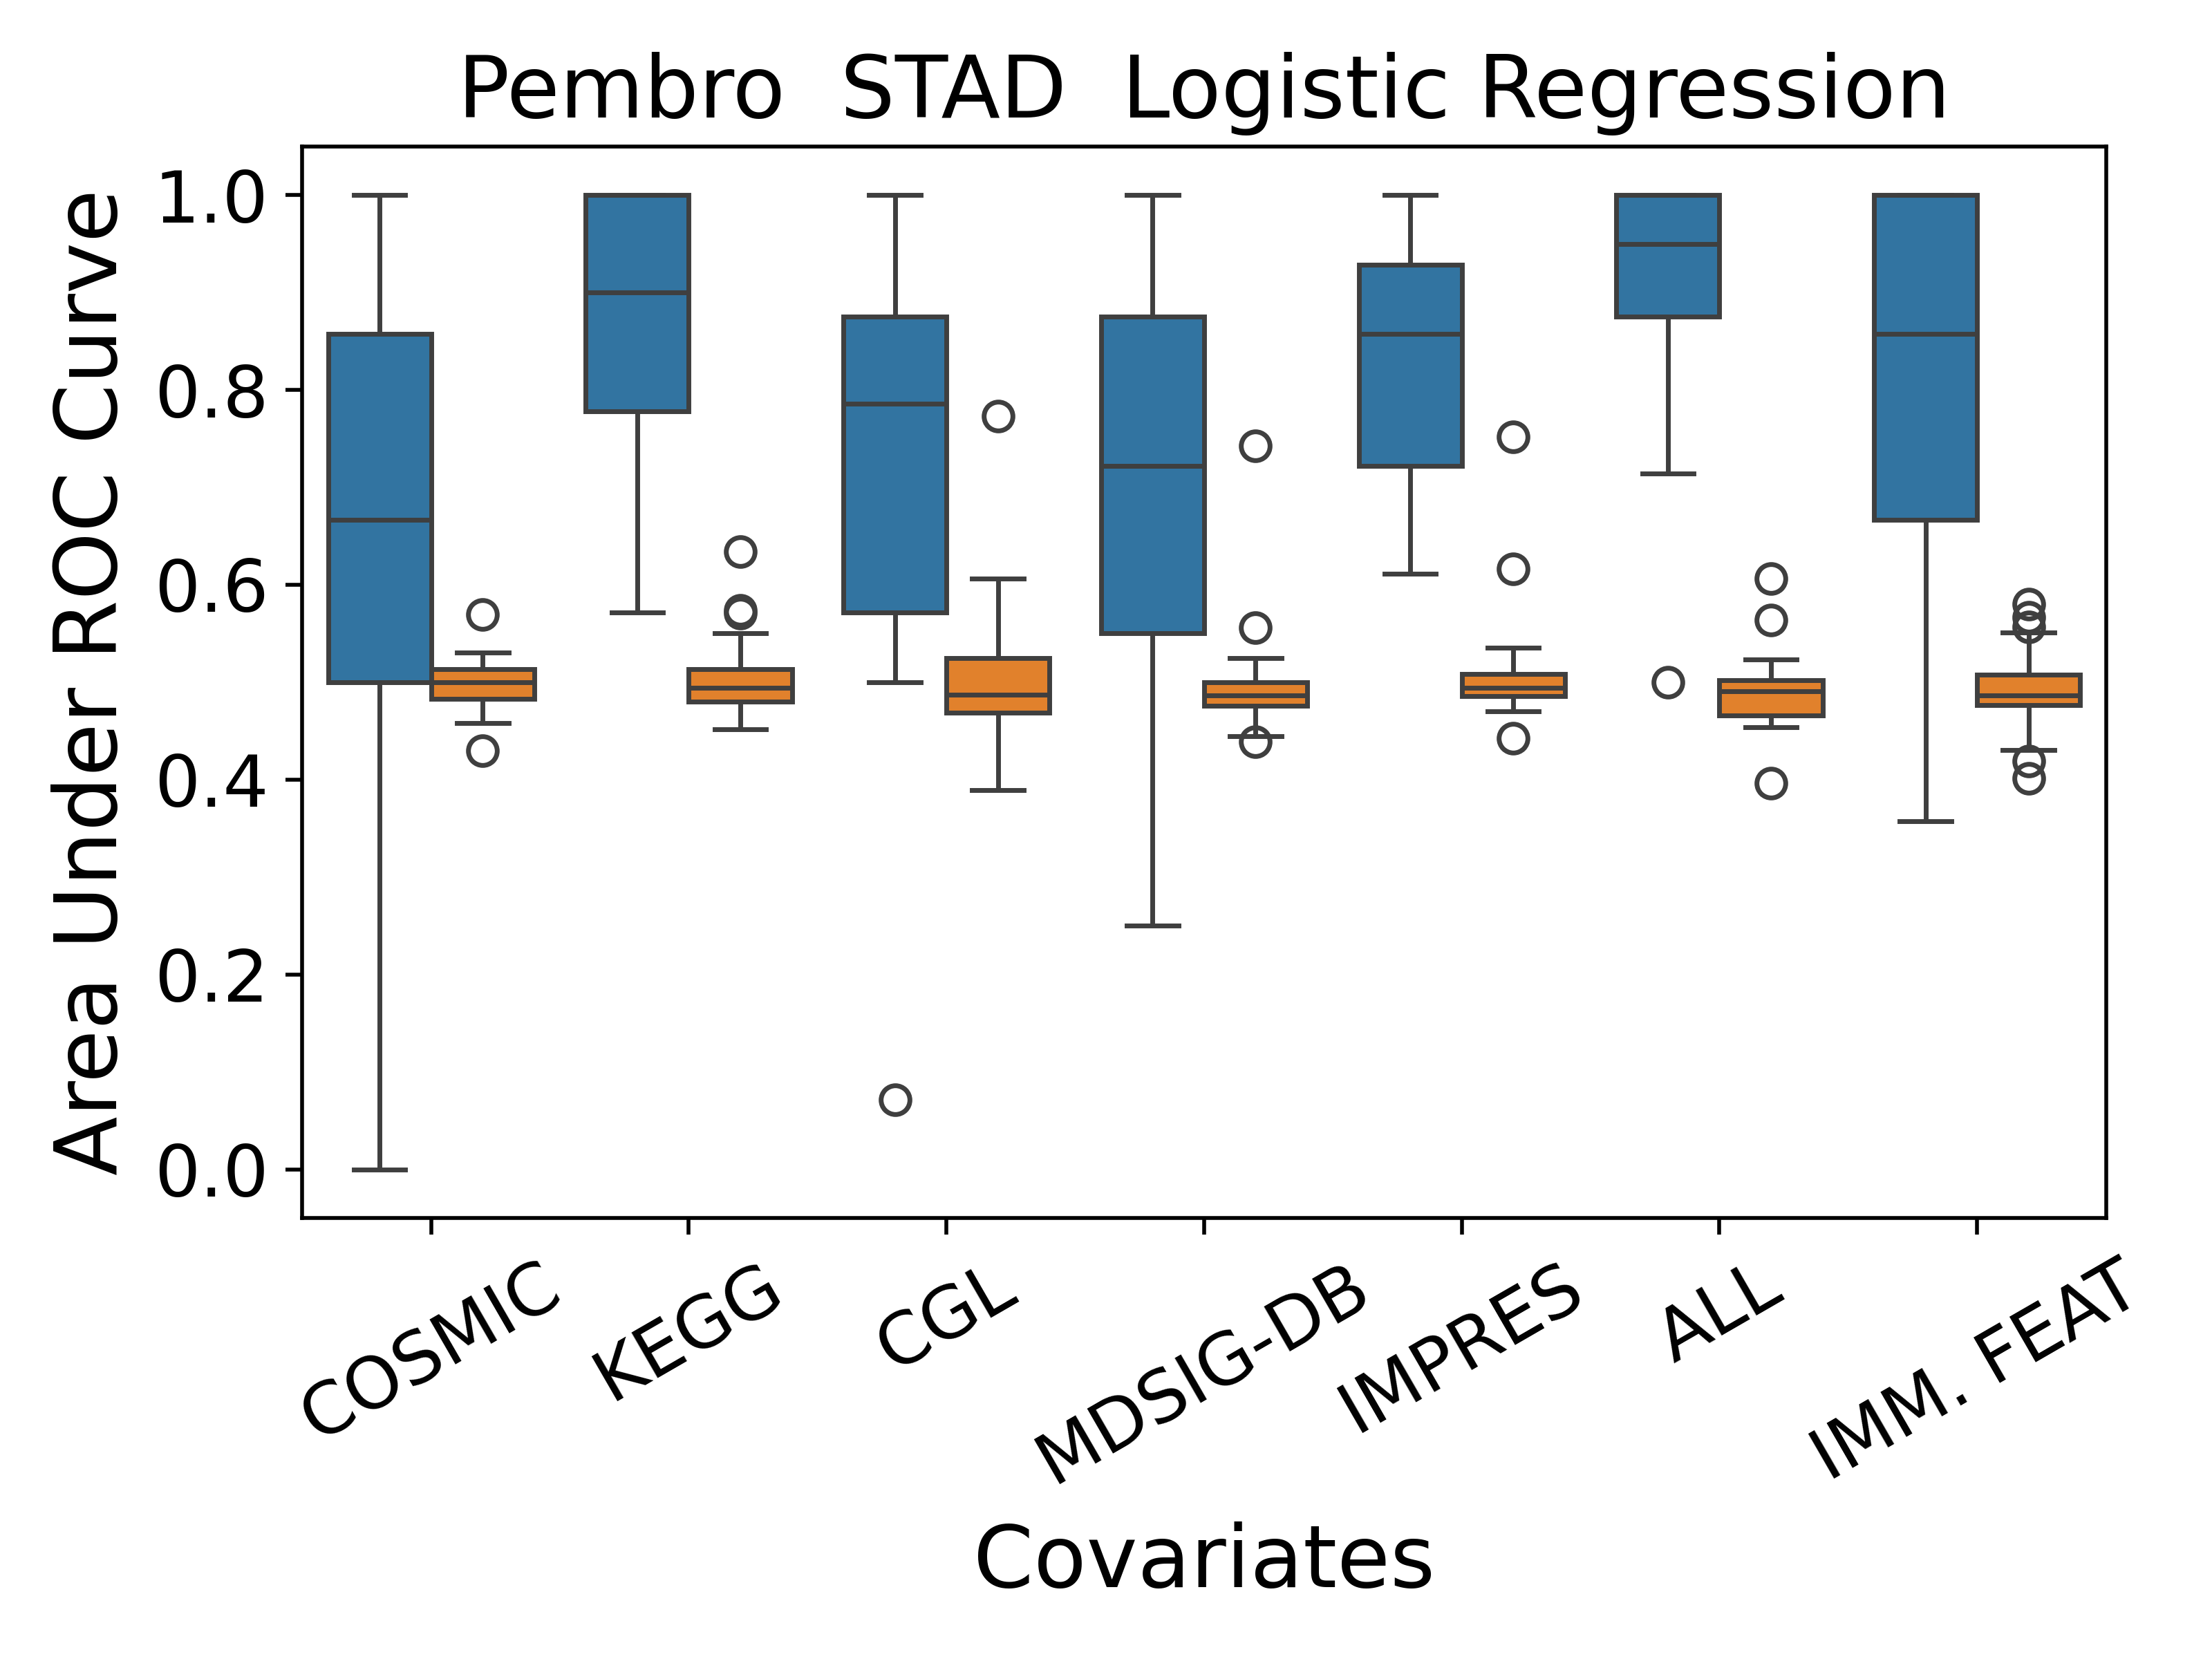 Pembro STAD Logistic Regression
Area Under ROC Curve
1.0
0.8
0.6
0.4
0.2
0.0
COSMIC
KEGG
CGL
MDSIG-DB
IMPRES
ALL
IMM. FEAT
Covariates